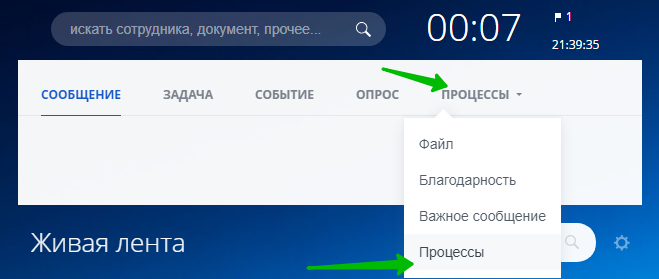 искать сотрудника, документ, прочее...
00:07
1
21:39:35
СООБЩЕНИЕ ЗАДАЧА СОБЫТИЕ ОПРОС ПРОЦЕССЫ
Файл
Благодарность
Важное сообщение
Процессы
Живая лента